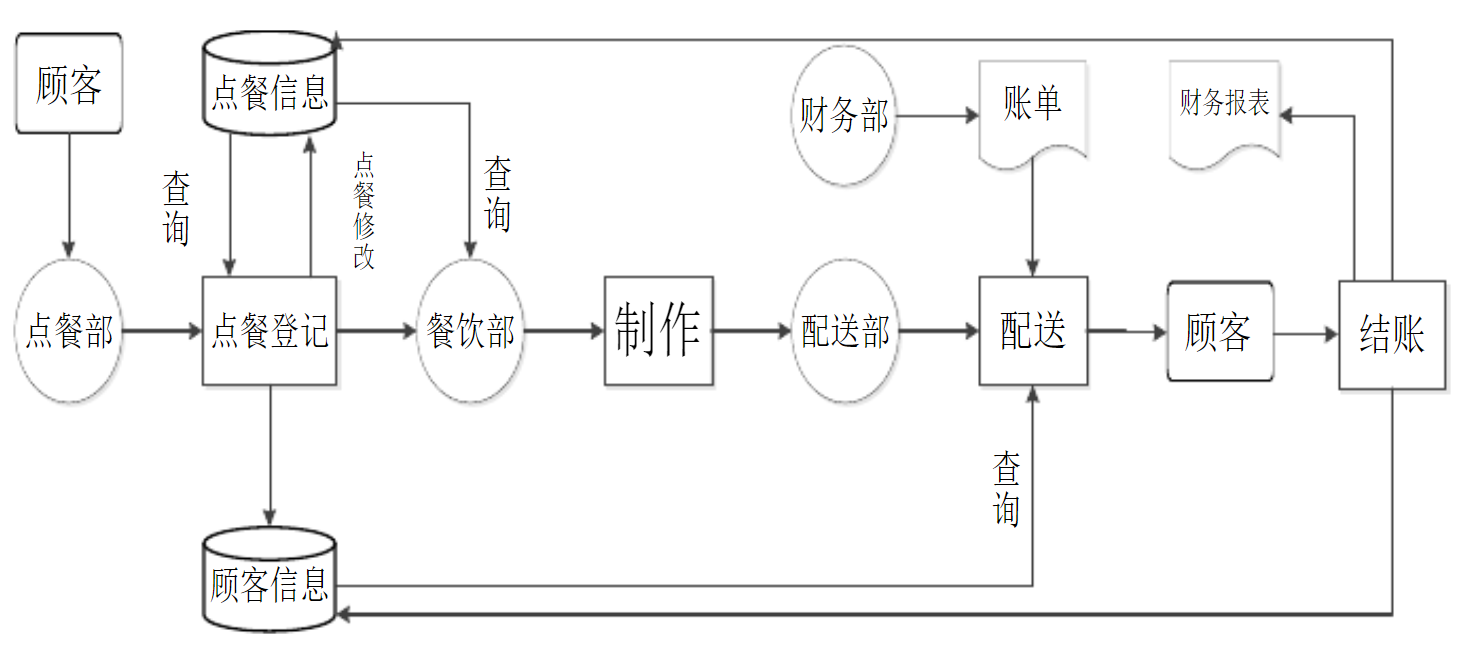 顾客
点餐信息
财务部
账单
财务报表
查询
点餐修改
查询
点餐部
点餐登记
餐饮部
制作
配送部
配送
顾客
结账
查询
顾客信息